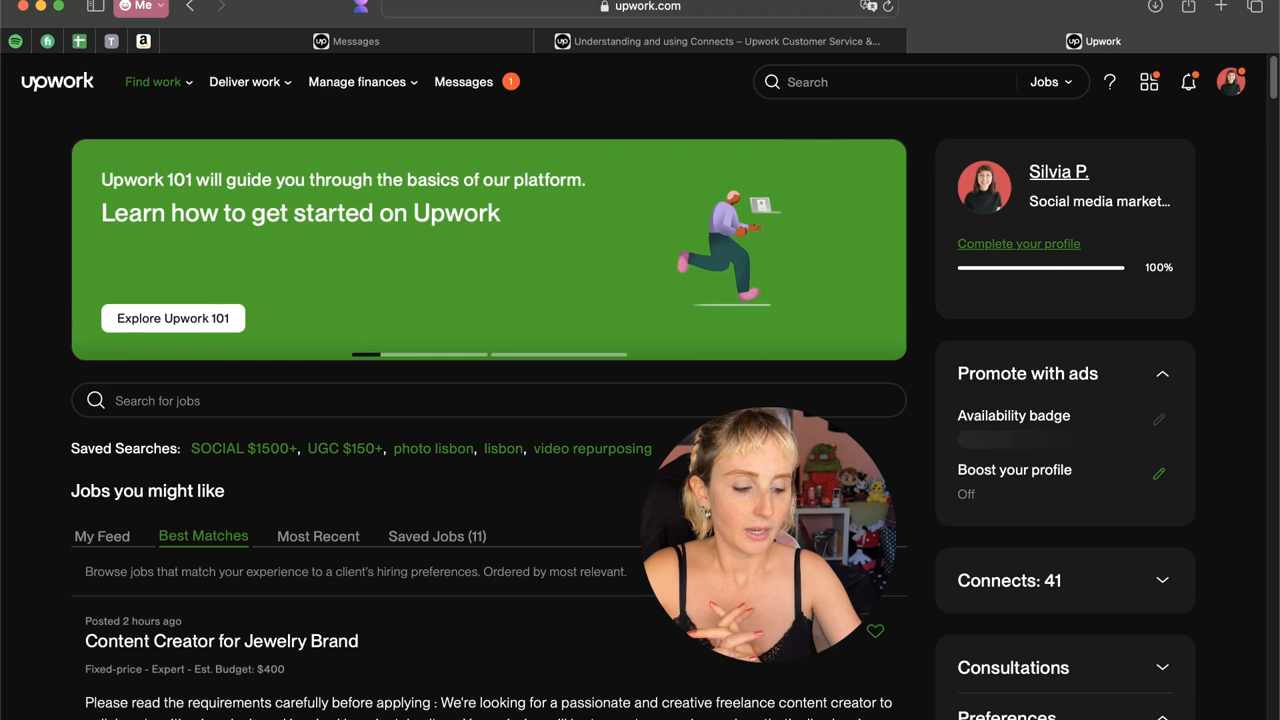 Me
upwork.com
T
a
up Messages
up Understanding and using Connects – Upwork Customer Service &...
up Upwork
upwork
Find work
Deliver work
Manage finances
Messages 1
Search
Jobs
?
Upwork 101 will guide you through the basics of our platform.
Learn how to get started on Upwork
Explore Upwork 101
Silvia P.
Social media market...
Complete your profile
100%
Search for jobs
Saved Searches: SOCIAL $1500+, UGC $150+, photo lisbon, lisbon, video repurposing
Jobs you might like
My Feed
Best Matches
Most Recent
Saved Jobs (11)
Browse jobs that match your experience to a client's hiring preferences. Ordered by most relevant.
Posted 2 hours ago
Content Creator for Jewelry Brand
Fixed-price - Expert - Est. Budget: $400
Please read the requirements carefully before applying : We're looking for a passionate and creative freelance content creator to
Promote with ads
Availability badge
Boost your profile
Off
Connects: 41
Consultations
Preferences